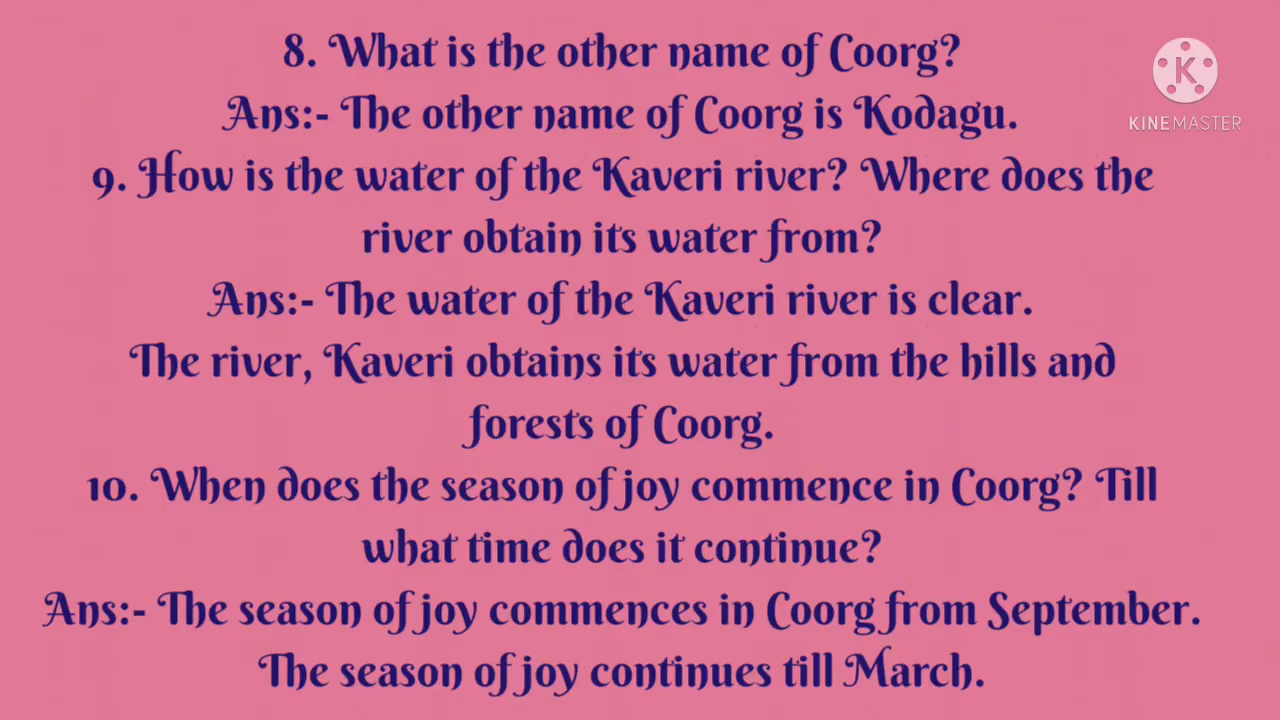 8. What is the other name of Coorg?
Ans:- The other name of Coorg is Kodagu.
K
KINEMASTER
9. How is the water of the Kaveri river? Where does the
river obtain its water from?
Ans:- The water of the Kaveri river is clear.
The river, Kaveri obtains its water from the hills and
forests of Coorg.
10. When does the season of joy commence in Coorg? Till
what time does it continue?
Ans:- The season of joy commences in Coorg from September.
The season of joy continues till March.